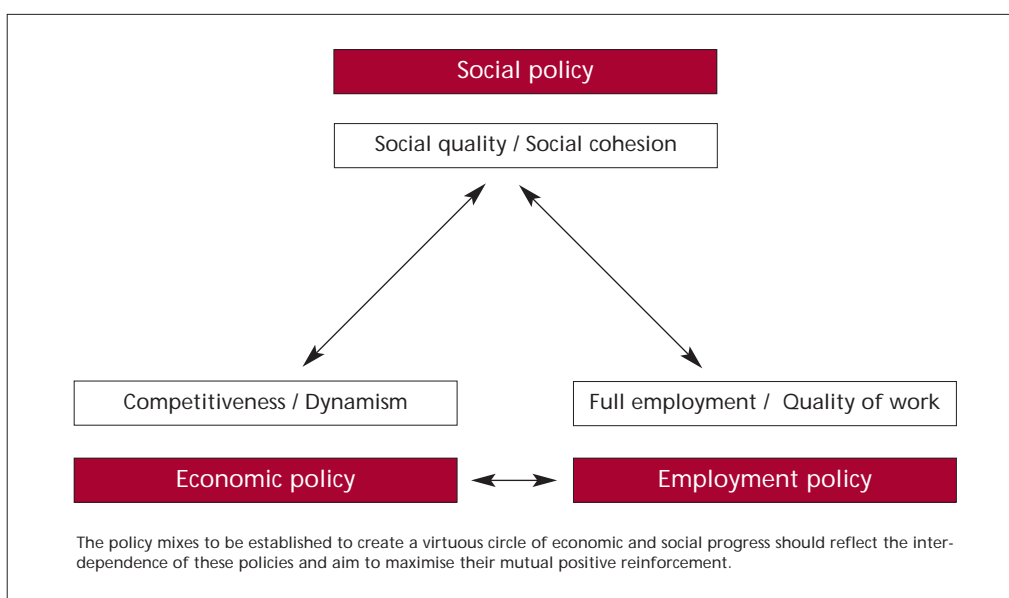 Social policy
Social quality / Social cohesion
Competitiveness / Dynamism
Full employment / Quality of work
Economic policy
Employment policy
The policy mixes to be established to create a virtuous circle of economic and social progress should reflect the inter-
dependence of these policies and aim to maximise their mutual positive reinforcement.